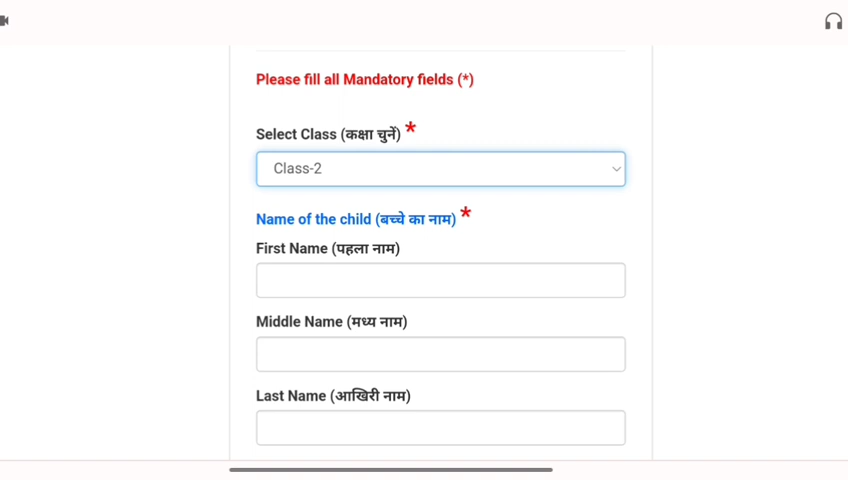 Please fill all Mandatory fields (*)
Select Class (कक्षा चुनें) *
Class-2
Name of the child (बच्चे का नाम) *
First Name (पहला नाम)
Middle Name (मध्य नाम)
Last Name (आखिरी नाम)